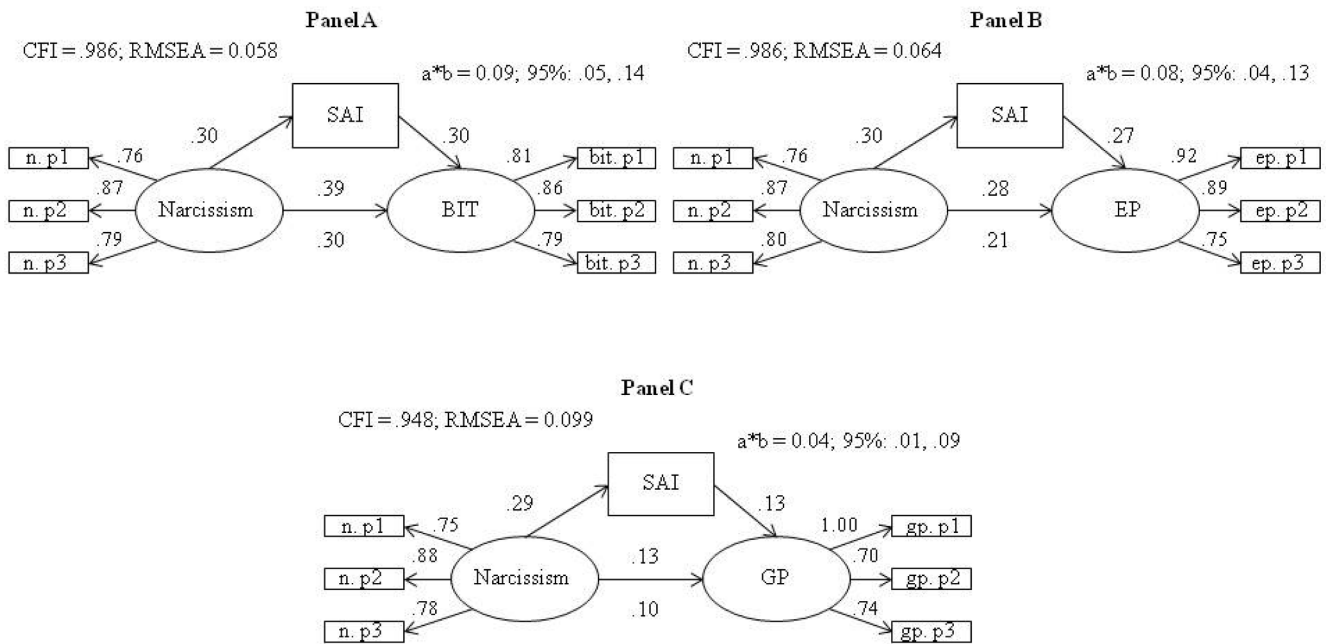 Panel A
CFI = .986; RMSEA = 0.058
a*b = 0.09; 95%: .05, .14
SAI
.30
.30
n. p1
.76
.81
bit. p1
.87
.39
.86
n. p2
Narcissism
BIT
bit. p2
.79
.30
.79
n. p3
bit. p3
Panel B
CFI = .986; RMSEA = 0.064
a*b = 0.08; 95%: .04, .13
SAI
.30
.27
n. p1
.76
.92
ep. p1
.87
.28
.89
n. p2
Narcissism
EP
ep. p2
.80
.21
.75
n. p3
ep. p3
Panel C
CFI = .948; RMSEA = 0.099
a*b = 0.04; 95%: .01, .09
SAI
.29
.13
n. p1
.75
1.00
gp. p1
.88
.13
.70
n. p2
Narcissism
GP
gp. p2
.78
.10
.74
n. p3
gp. p3